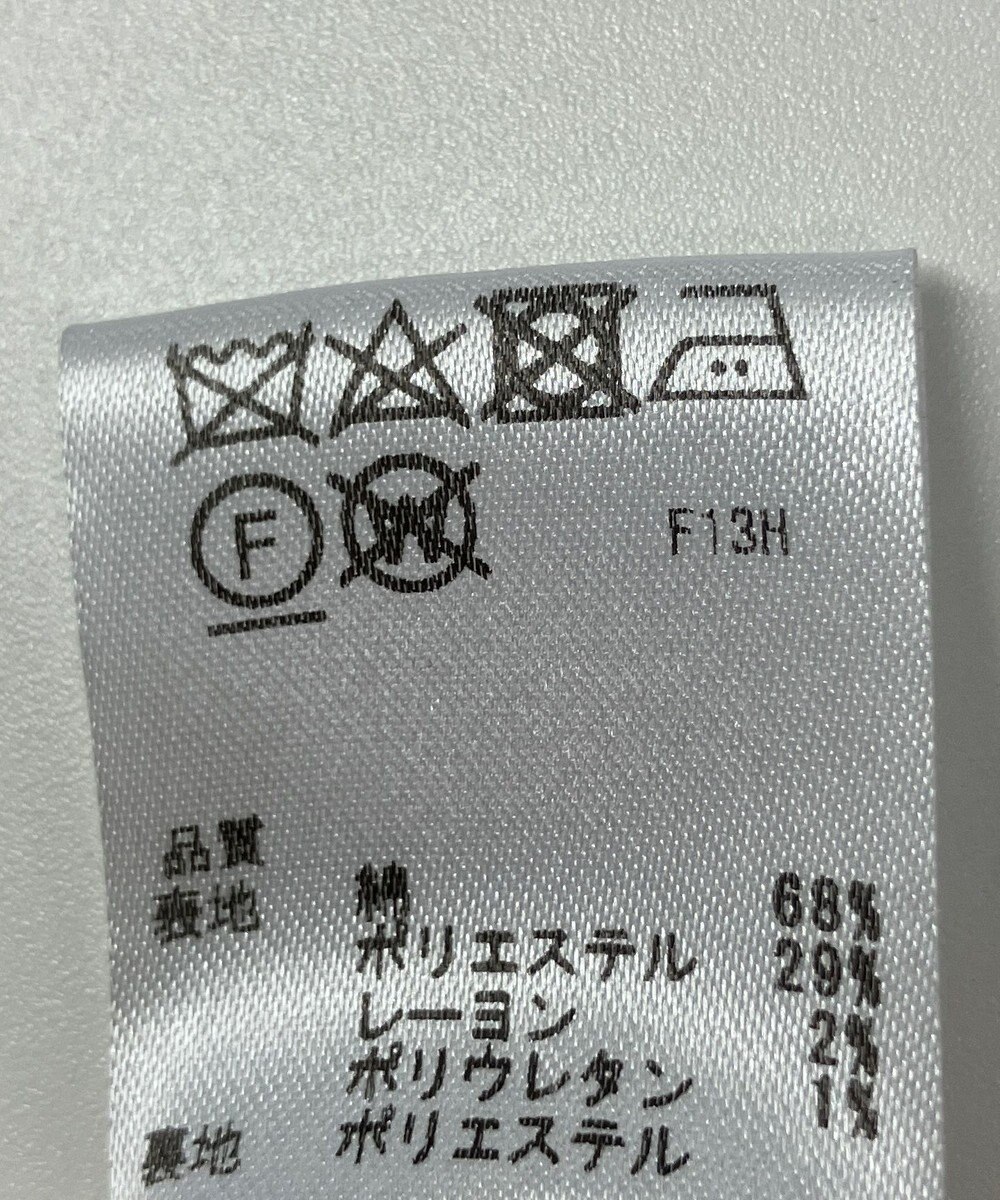 F F13H
品質
表地 綿 68%
ポリエステル 29%
レーヨン 2%
ポリウレタン 1%
裏地 ポリエステル